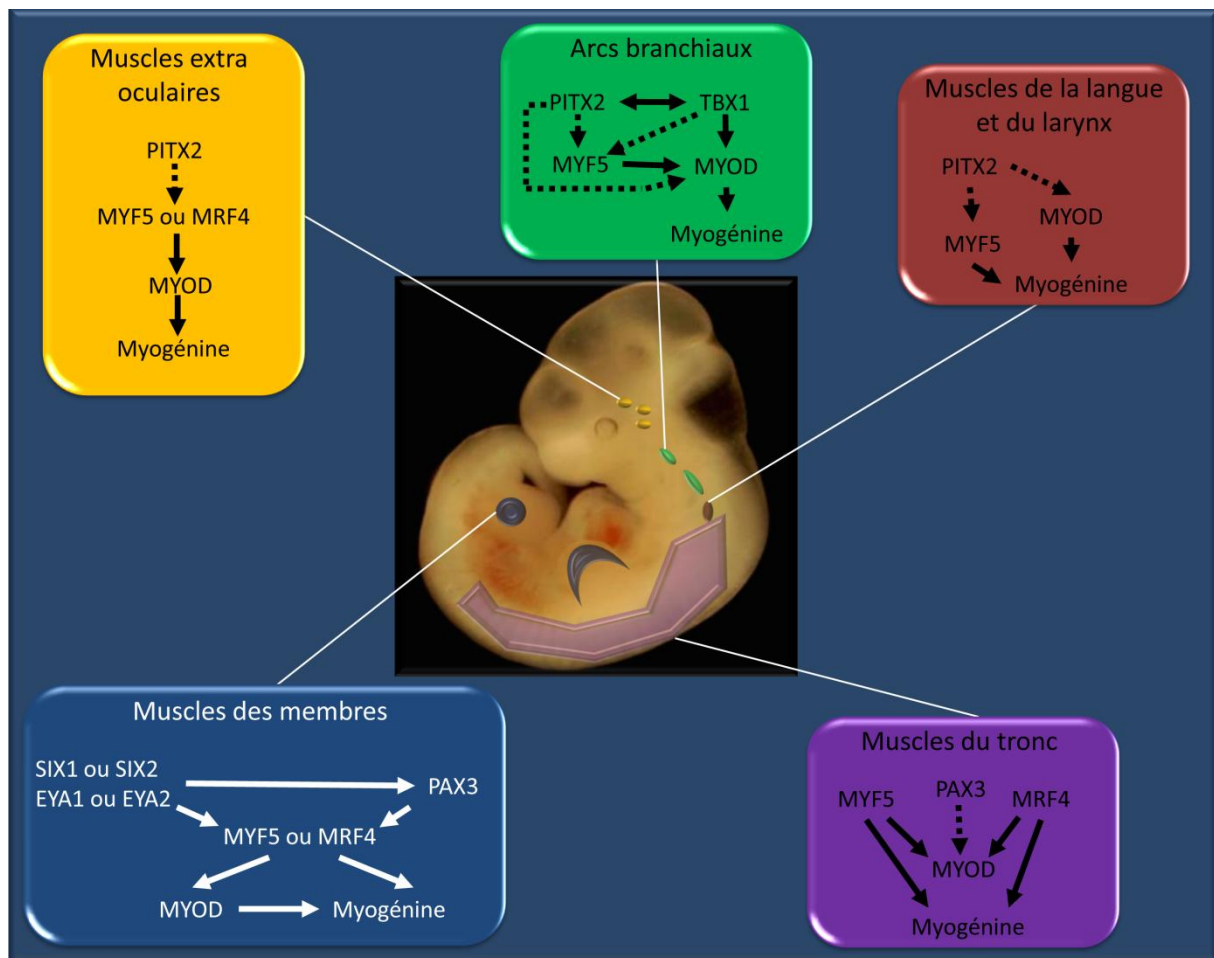 Muscles extra
oculaires
PITX2
MYF5 ou MRF4
MYOD
Myogénine
Arcs branchiaux
PITX2 TBX1
MYF5 MYOD
Myogénine
Muscles de la langue
et du larynx
PITX2
MYOD
MYF5
Myogénine
Muscles des membres
SIX1 ou SIX2
EYA1 ou EYA2
PAX3
MYF5 ou MRF4
MYOD Myogénine
Muscles du tronc
PAX3
MYF5 MRF4
MYOD
Myogénine